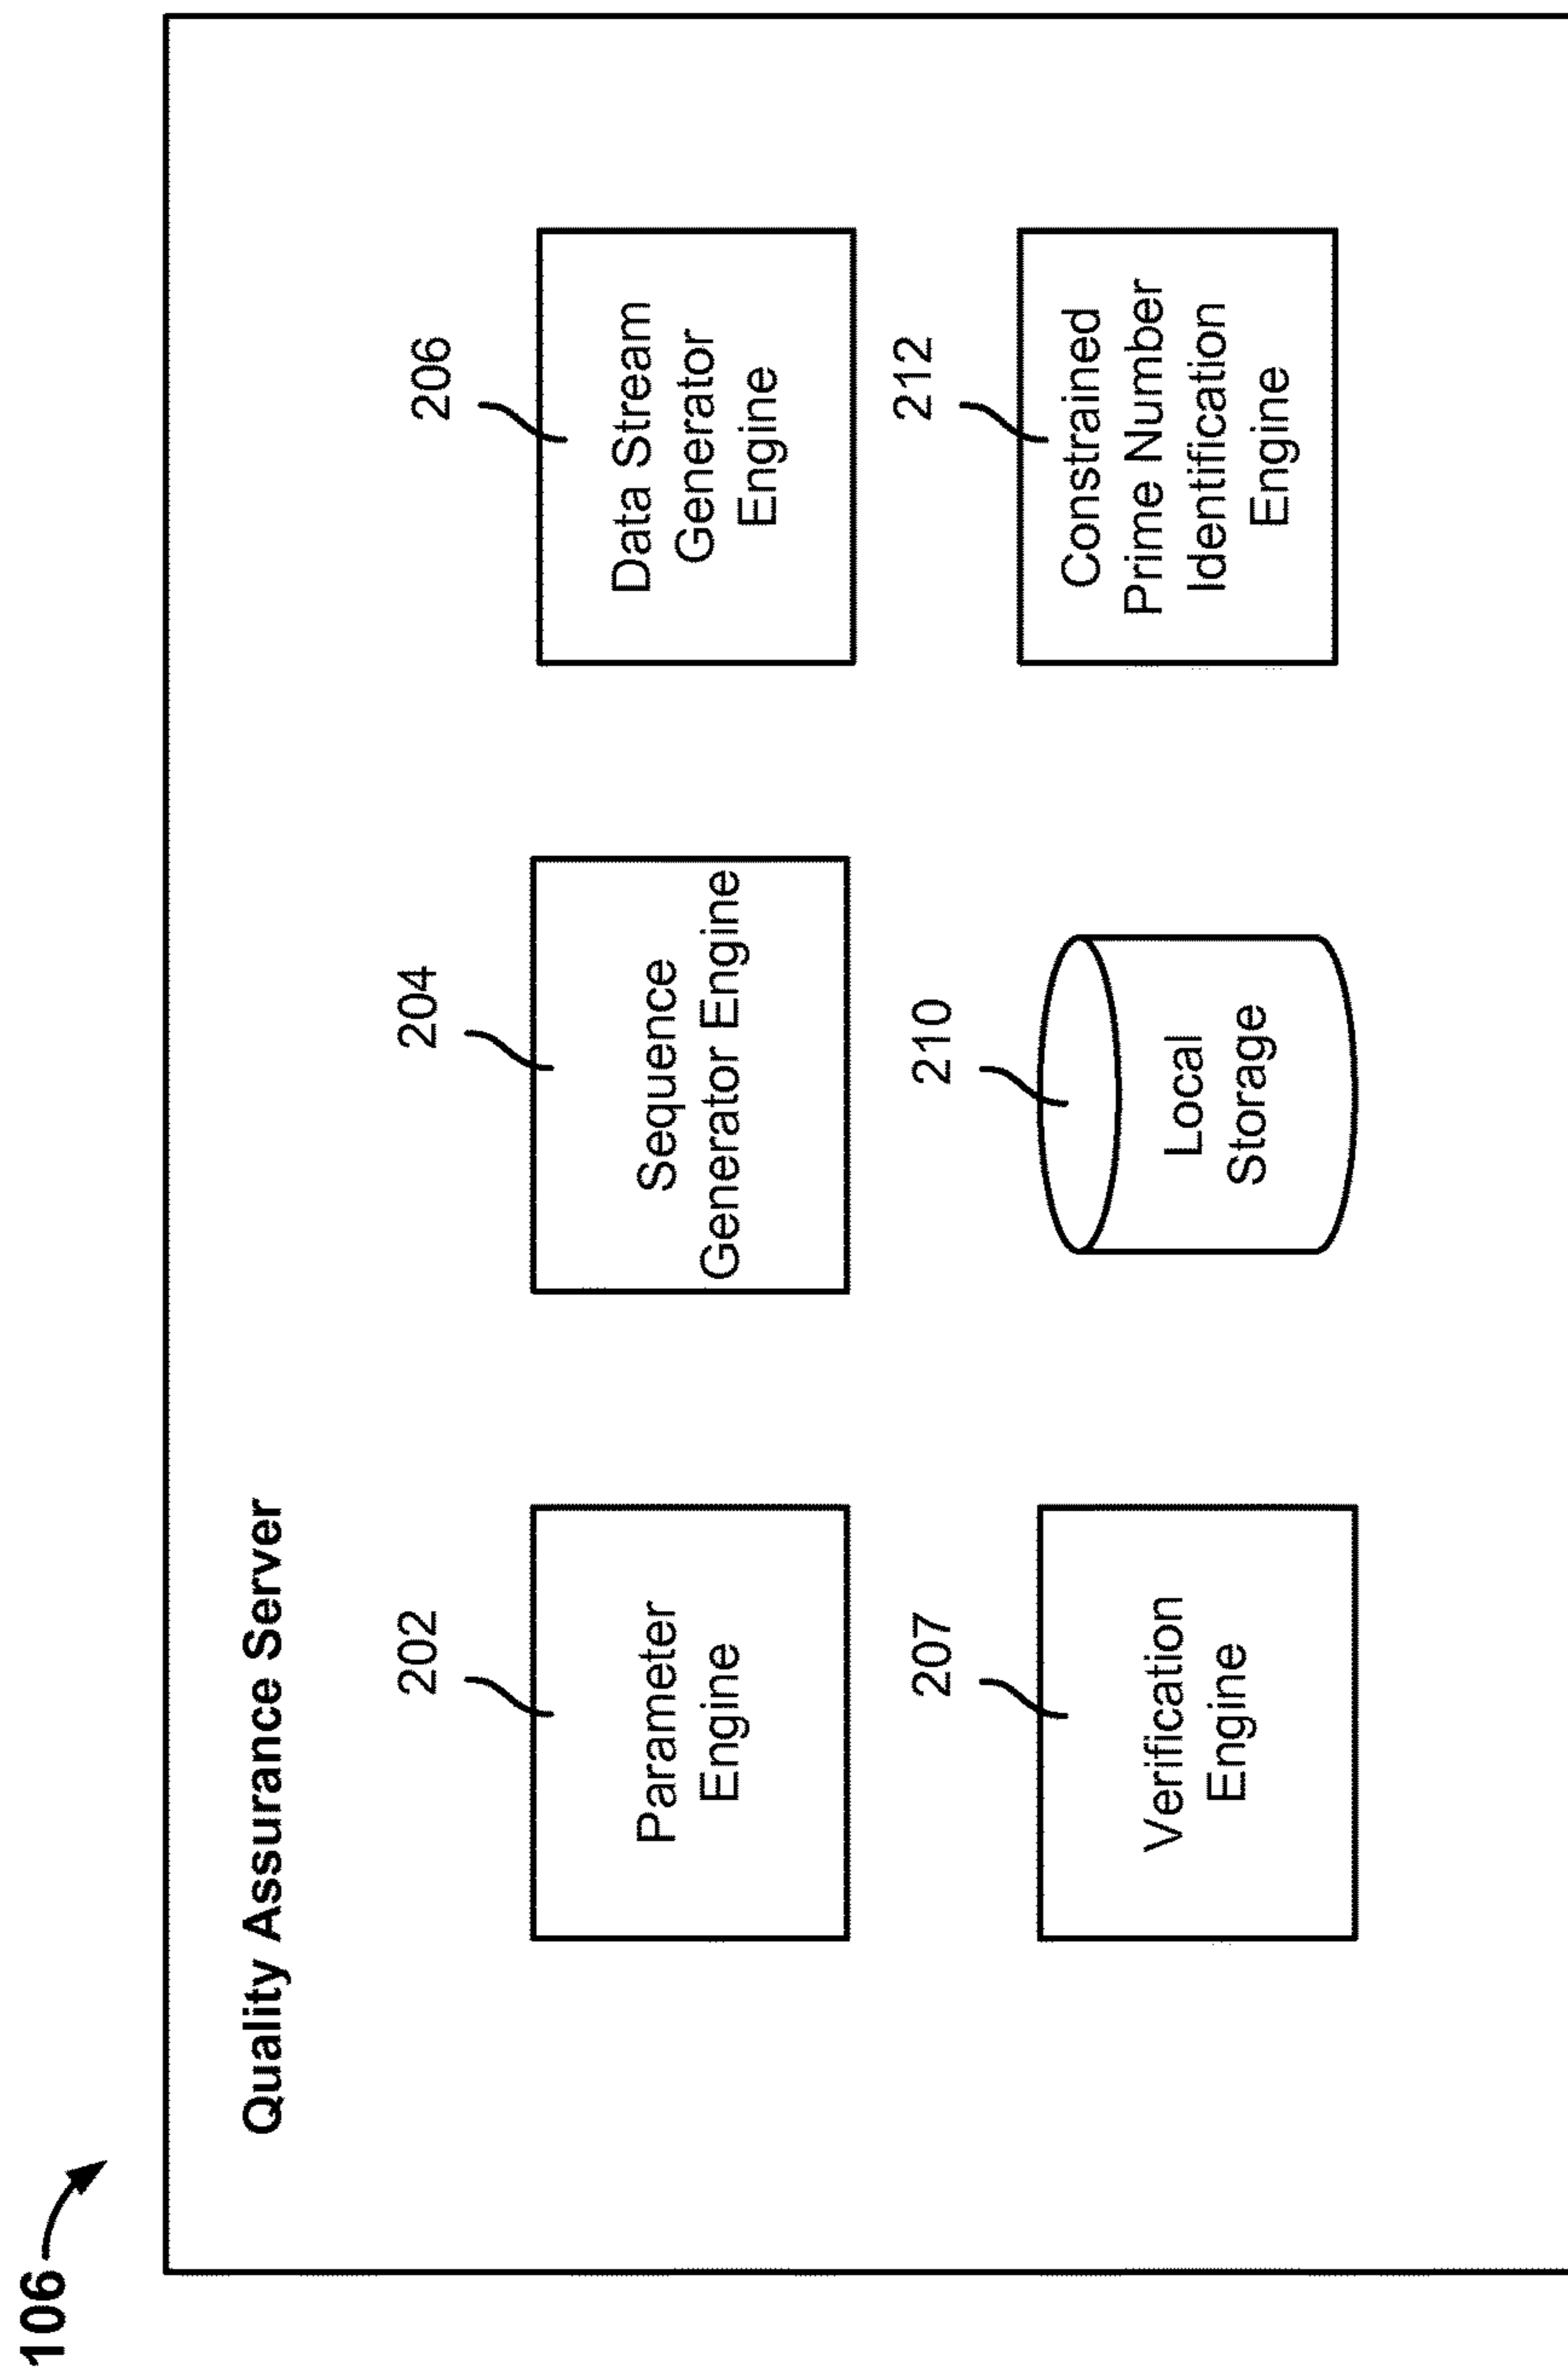 106
Quality Assurance Server
202
Parameter
Engine
204
Sequence
Generator Engine
206
Data Stream
Generator
Engine
207
Verification
Engine
210
Local
Storage
212
Constrained
Prime Number
Identification
Engine